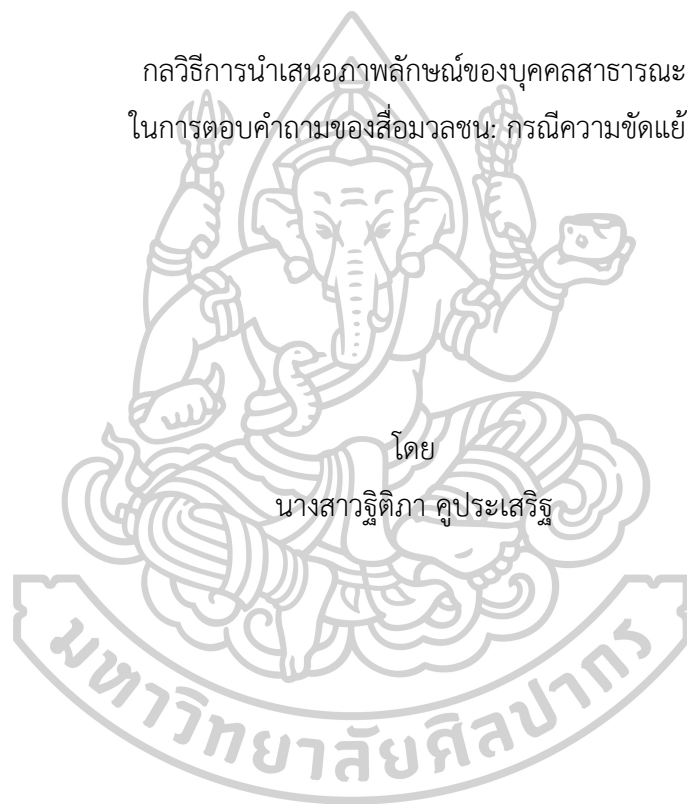 กลวิธีการนำเสนอภาพลักษณ์ของบุคคลสาธารณะ
ในการตอบคำถามของสื่อมวลชน: กรณีความขัดแย้
โดย
นางสาวฐิติภา คูประเสริฐ
มหาวิทยาลัยศิลปากร